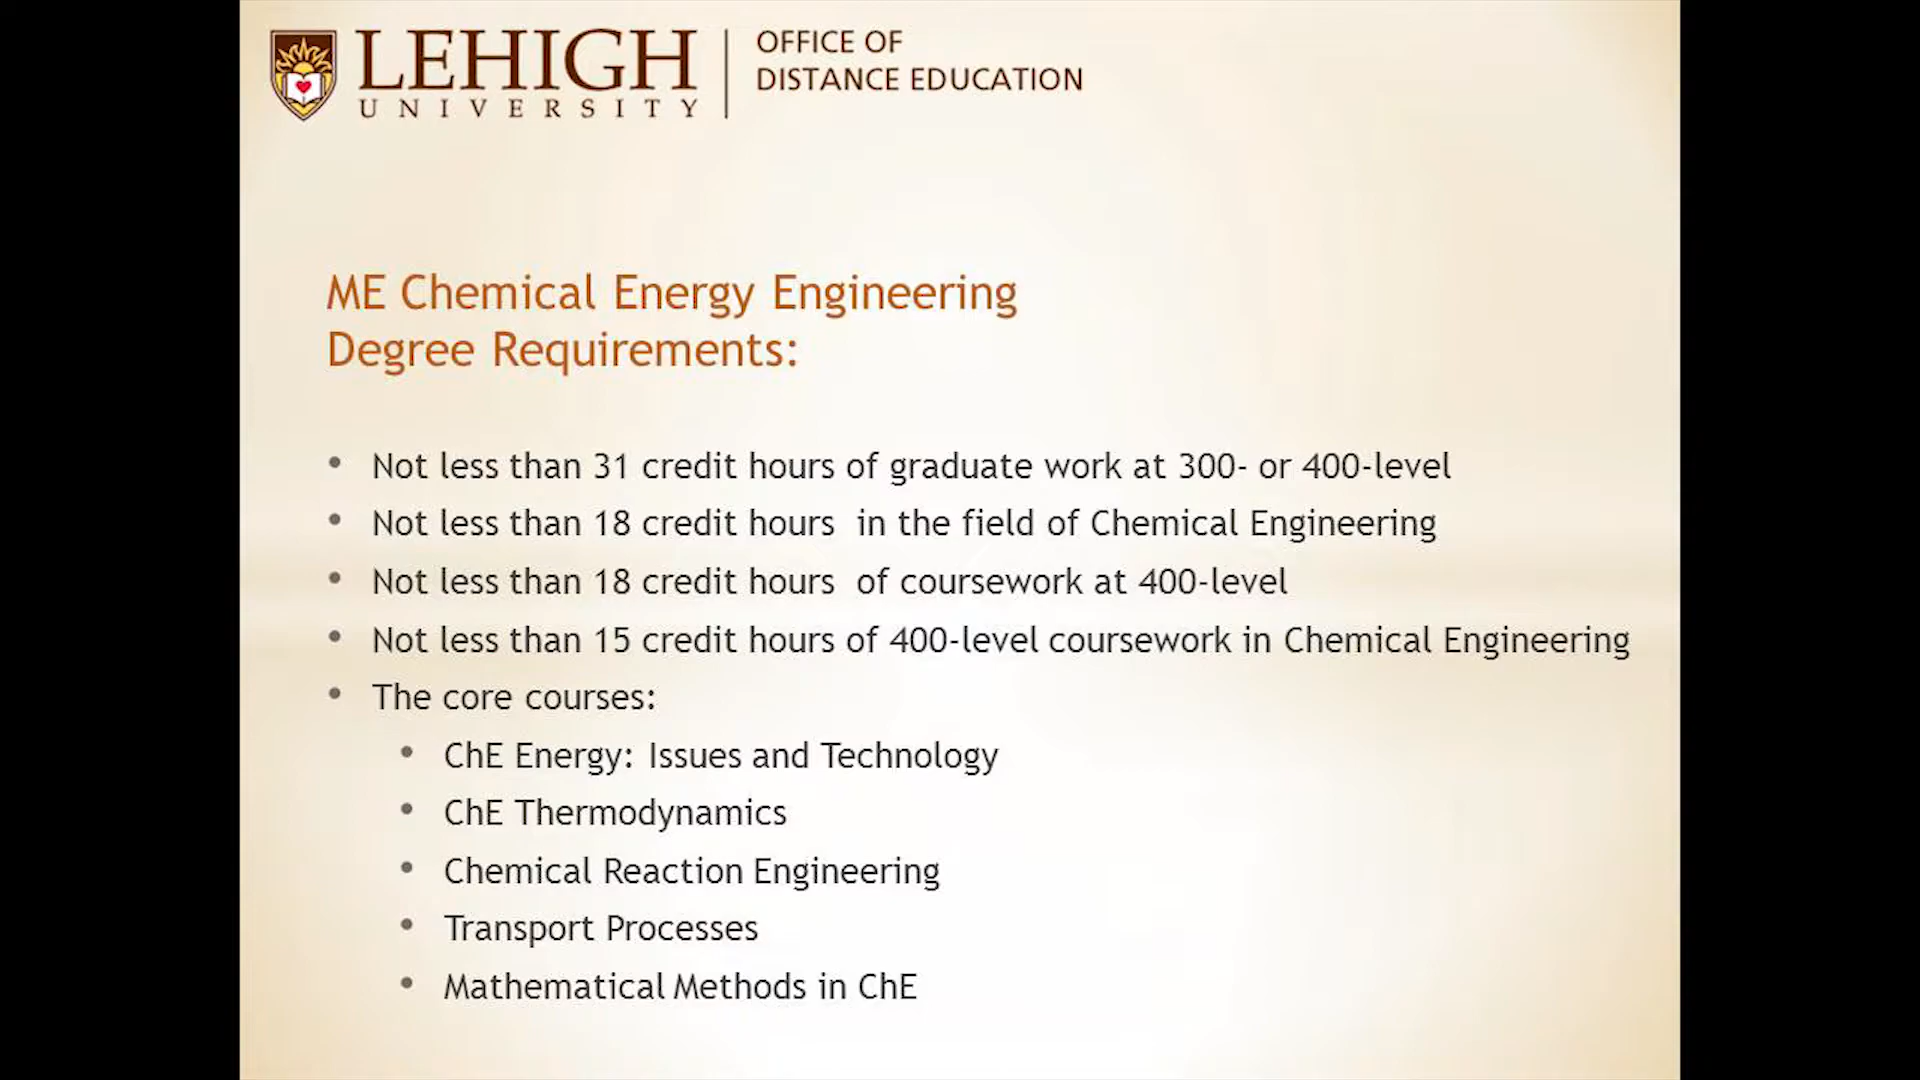 LEHIGH
UNIVERSITY
OFFICE OF
DISTANCE EDUCATION
ME Chemical Energy Engineering
Degree Requirements:
• Not less than 31 credit hours of graduate work at 300- or 400-level
• Not less than 18 credit hours  in the field of Chemical Engineering
• Not less than 18 credit hours  of coursework at 400-level
• Not less than 15 credit hours of 400-level coursework in Chemical Engineering
• The core courses:
• ChE Energy: Issues and Technology
• ChE Thermodynamics
• Chemical Reaction Engineering
• Transport Processes
• Mathematical Methods in ChE